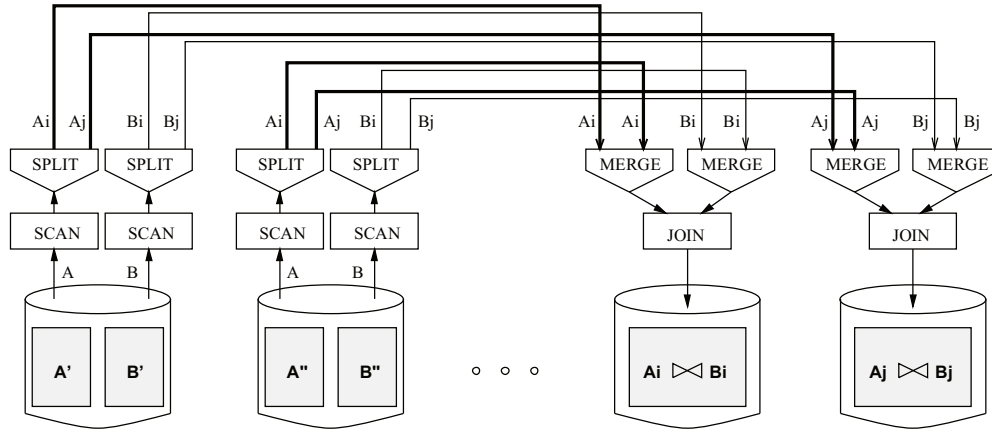 Ai Aj Bi Bj Ai Aj Bi Bj Ai Ai Bi Bi Aj Aj Bj Bj
SPLIT SPLIT SPLIT SPLIT MERGE MERGE MERGE MERGE
SCAN SCAN SCAN SCAN JOIN JOIN
A B A B
A' B' A" B" Ai ⋈ Bi Aj ⋈ Bj